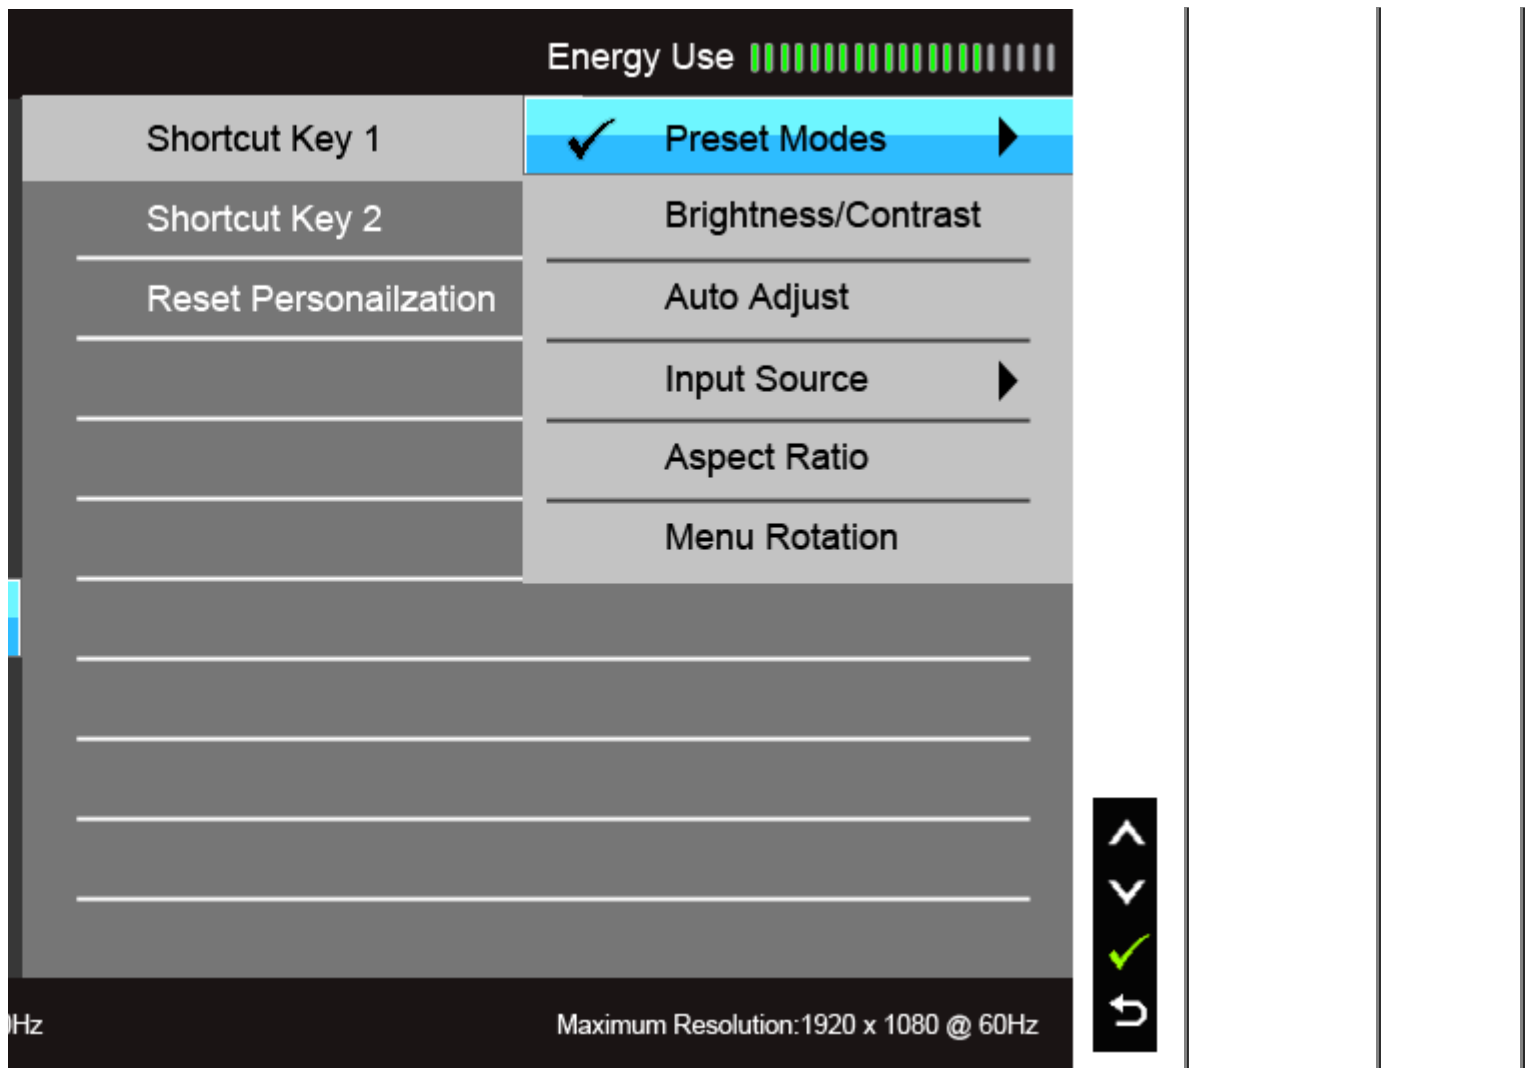 Energy Use
Shortcut Key 1
Preset Modes
Shortcut Key 2
Brightness/Contrast
Reset Personailzation
Auto Adjust
Input Source
Aspect Ratio
Menu Rotation
Hz
Maximum Resolution:1920 x 1080 @ 60Hz